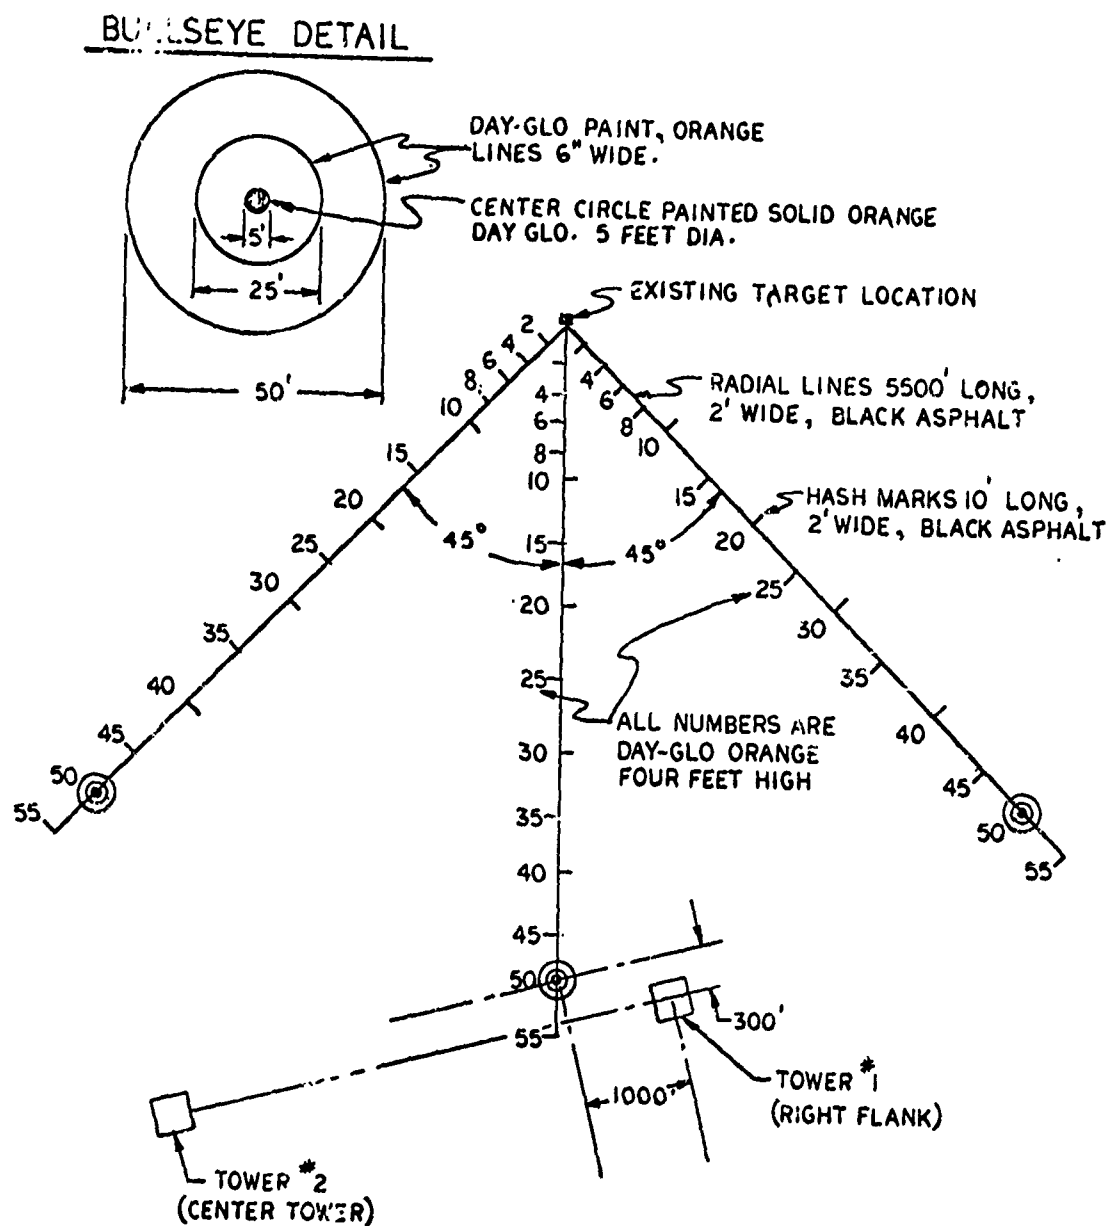 BULLSEYE DETAIL
DAY-GLO PAINT, ORANGE
LINES 6" WIDE.
CENTER CIRCLE PAINTED SOLID ORANGE
DAY GLO. 5 FEET DIA.
5'
25'
50'
EXISTING TARGET LOCATION
RADIAL LINES 5500' LONG,
2' WIDE, BLACK ASPHALT
HASH MARKS 10' LONG,
2' WIDE, BLACK ASPHALT
2
4
6
8
10
15
20
25
30
35
40
45
50
55
4
6
8
10
15
20
25
30
35
40
45
50
55
4
6
8
10
15
20
25
30
35
40
45
50
55
45°
45°
ALL NUMBERS ARE
DAY-GLO ORANGE
FOUR FEET HIGH
300'
1000'
TOWER #1
(RIGHT FLANK)
TOWER #2
(CENTER TOWER)